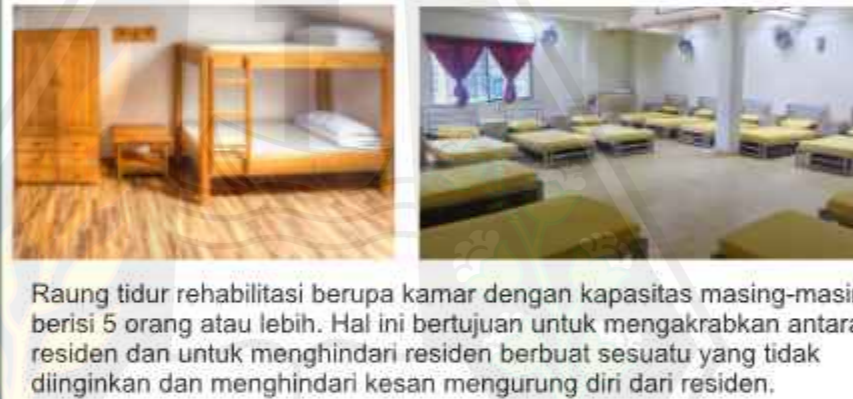 Raung tidur rehabilitasi berupa kamar dengan kapasitas masing-masin
berisi 5 orang atau lebih. Hal ini bertujuan untuk mengakrabkan antara
residen dan untuk menghindari residen berbuat sesuatu yang tidak
diinginkan dan menghindari kesan mengurung diri dari residen.